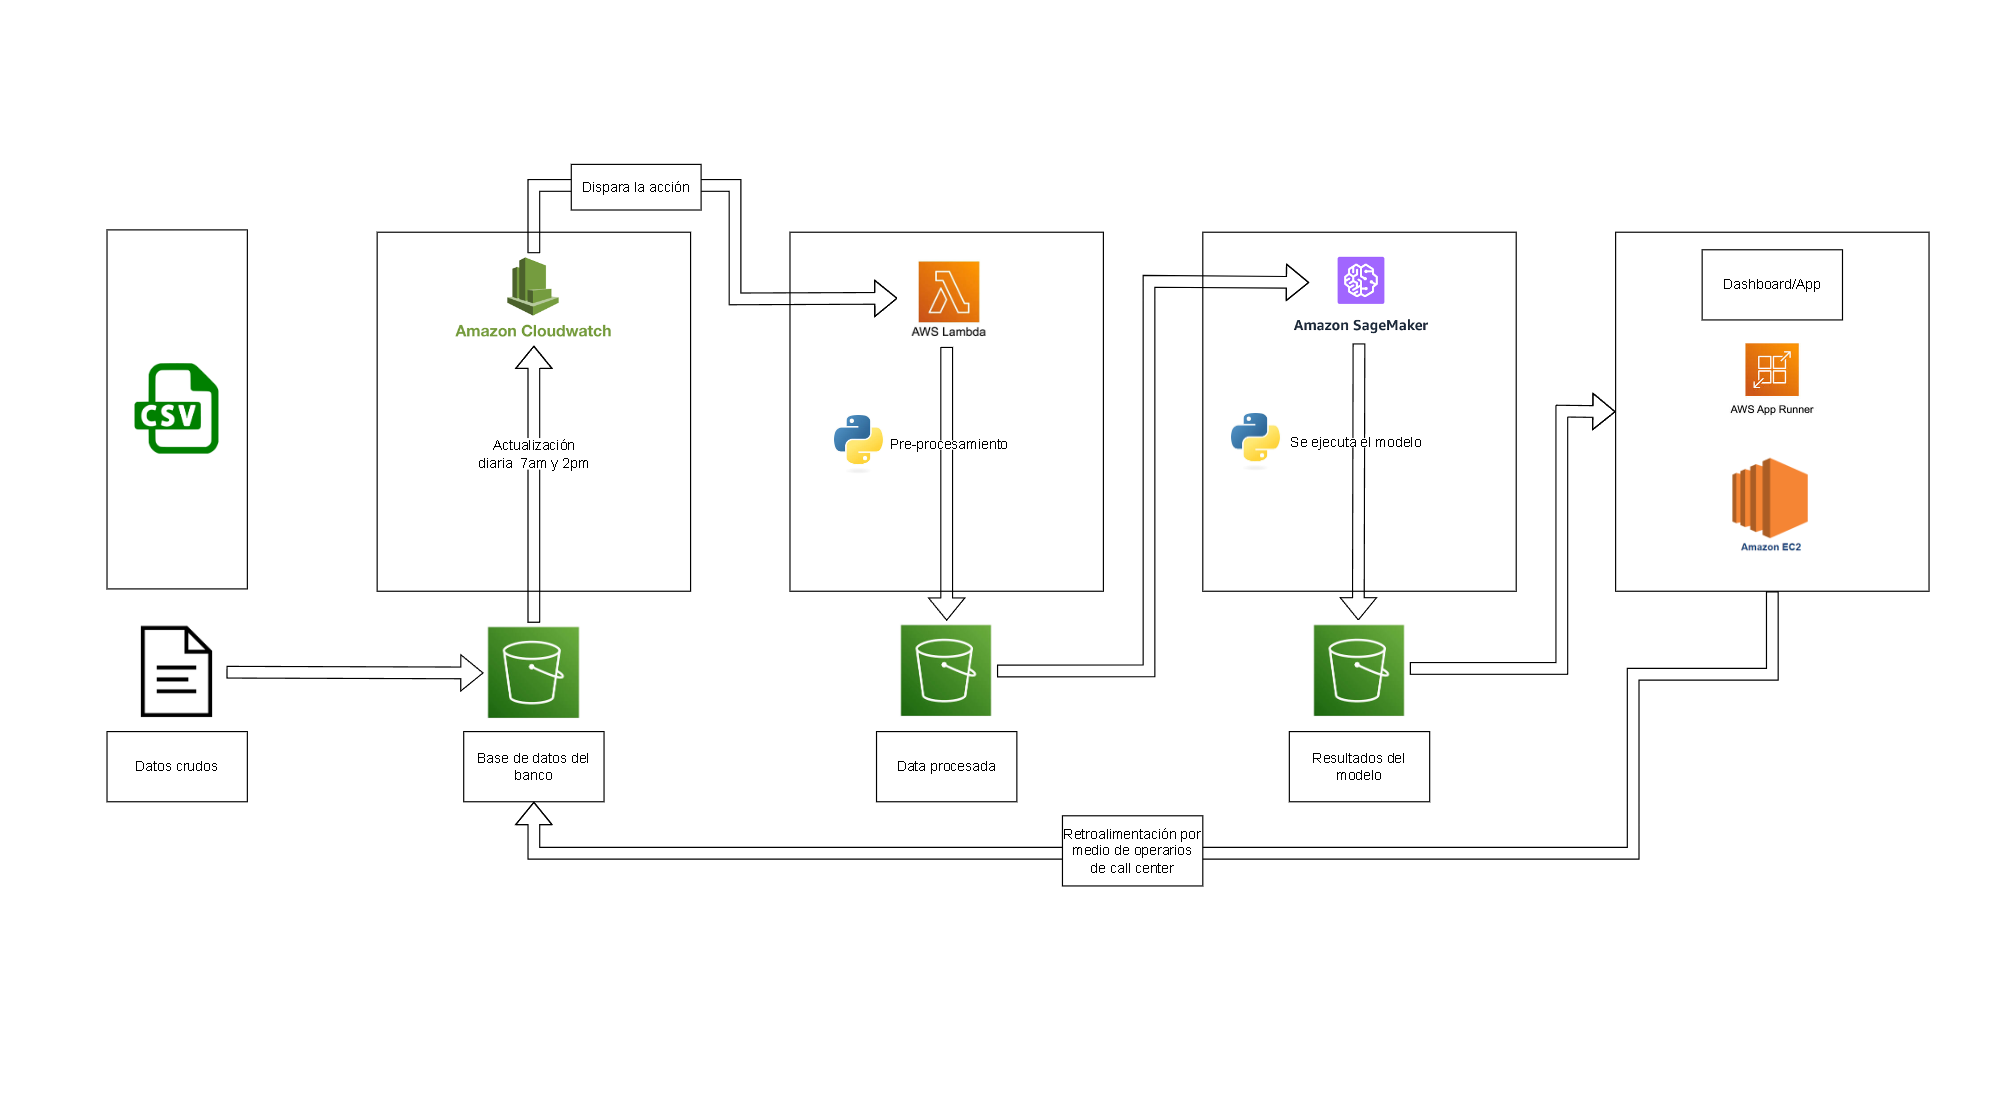 Dispara la acción
CSV
Amazon Cloudwatch
Actualización
diaria 7am y 2pm
AWS Lambda
Pre-procesamiento
Amazon SageMaker
Se ejecuta el modelo
Dashboard/App
AWS App Runner
Amazon EC2
Datos crudos
Base de datos del
banco
Data procesada
Resultados del
modelo
Retroalimentación por
medio de operarios
de call center